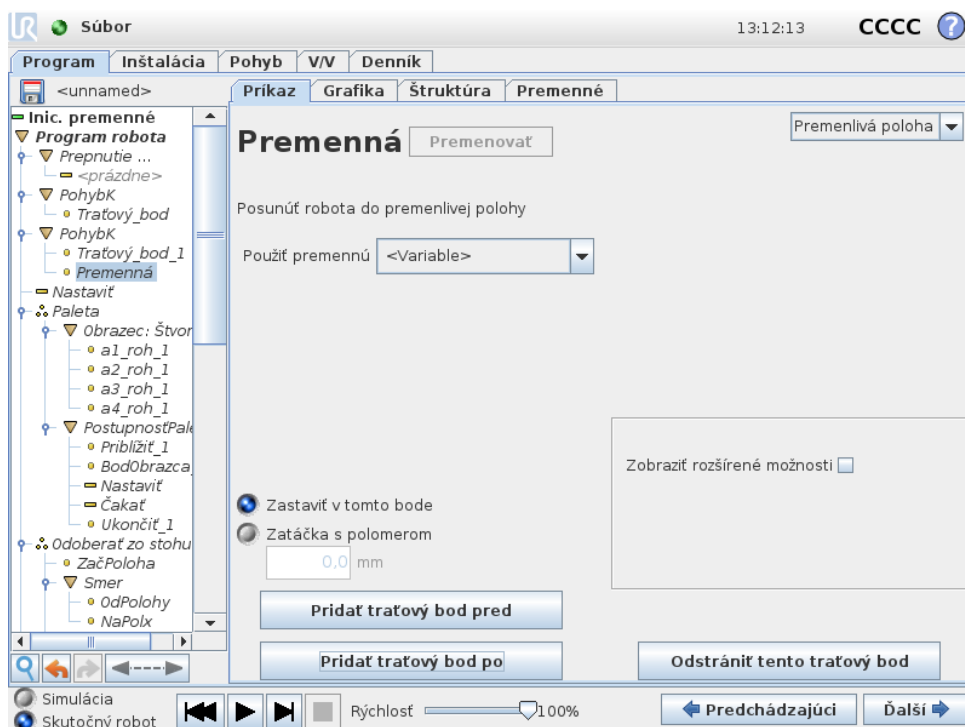 UR Súbor 13:12:13 CCCC ?
Program Inštalácia Pohyb V/V Denník
<unnamed> Príkaz Grafika Štruktúra Premenné
Inic. premenné
Program robota
Prepnutie ...
<prázdne>
PohybK
Traťový_bod
PohybK
Traťový_bod_1
Premenná
Nastaviť
Paleta
Obrazec: Štvor
a1_roh_1
a2_roh_1
a3_roh_1
a4_roh_1
PostupnosťPale
Priblížiť_1
BodObrazca_
Nastaviť
Čakať
Ukončiť_1
Odoberať zo stohu
ZačPoloha
Smer
OdPolohy
NaPolx
Premenná Premenovať Premenlivá poloha
Posunúť robota do premenlivej polohy
Použiť premennú <Variable>
Zobraziť rozšírené možnosti
Zastaviť v tomto bode
Zatáčka s polomerom
0,0 mm
Pridať traťový bod pred
Pridať traťový bod po Odstrániť tento traťový bod
Simulácia
Skutočný robot
Rýchlosť 100% Predchádzajúci Ďalší